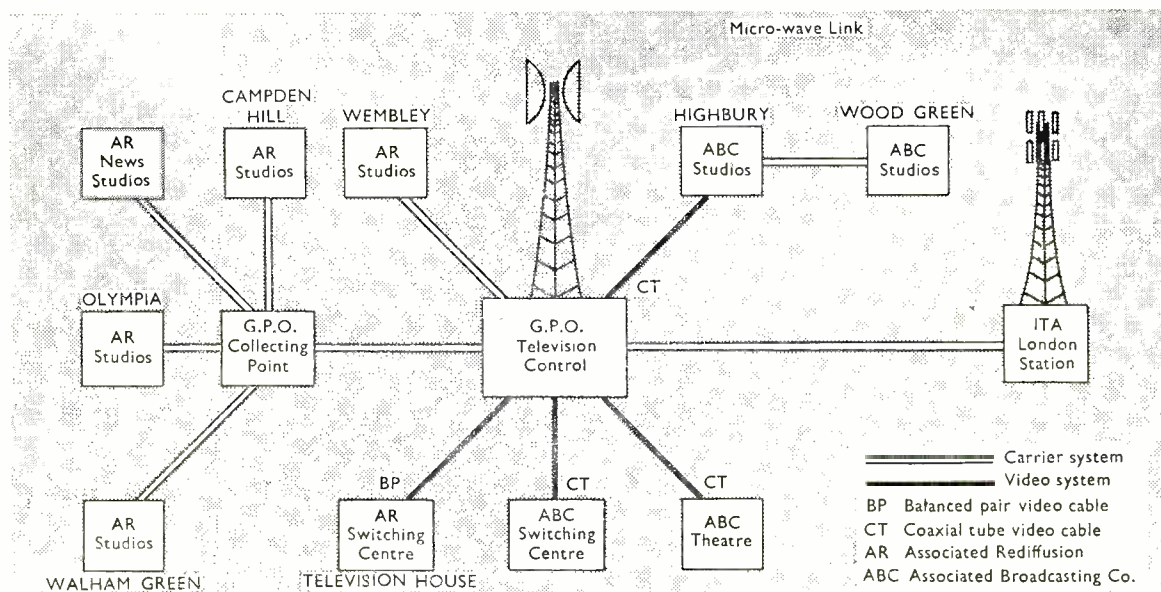 Micro-wave Link
CAMPDEN
HILL
WEMBLEY
HIGHBURY
WOOD GREEN
AR
News
Studios
AR
Studios
AR
Studios
ABC
Studios
ABC
Studios
CT
OLYMPIA
AR
Studios
G.P.O.
Collecting
Point
G.P.O.
Television
Control
ITA
London
Station
BP
CT
CT
AR
Studios
WALHAM GREEN
AR
Switching
Centre
TELEVISION HOUSE
ABC
Switching
Centre
ABC
Theatre
Carrier system
Video system
BP Balanced pair video cable
CT Coaxial tube video cable
AR Associated Rediffusion
ABC Associated Broadcasting Co.